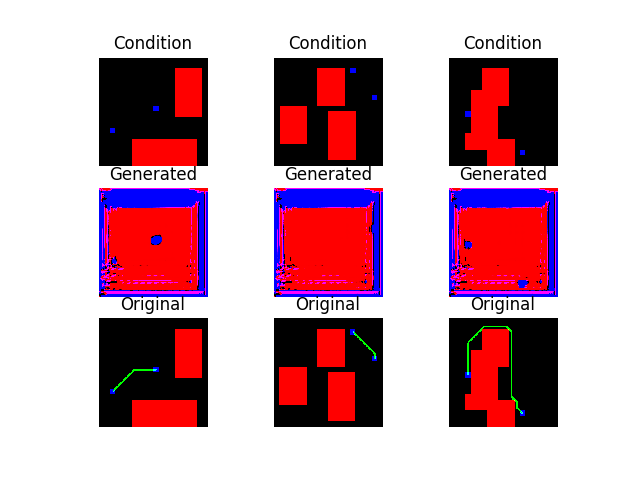 Condition Condition Condition
Generated Generated Generated
Original Original Original